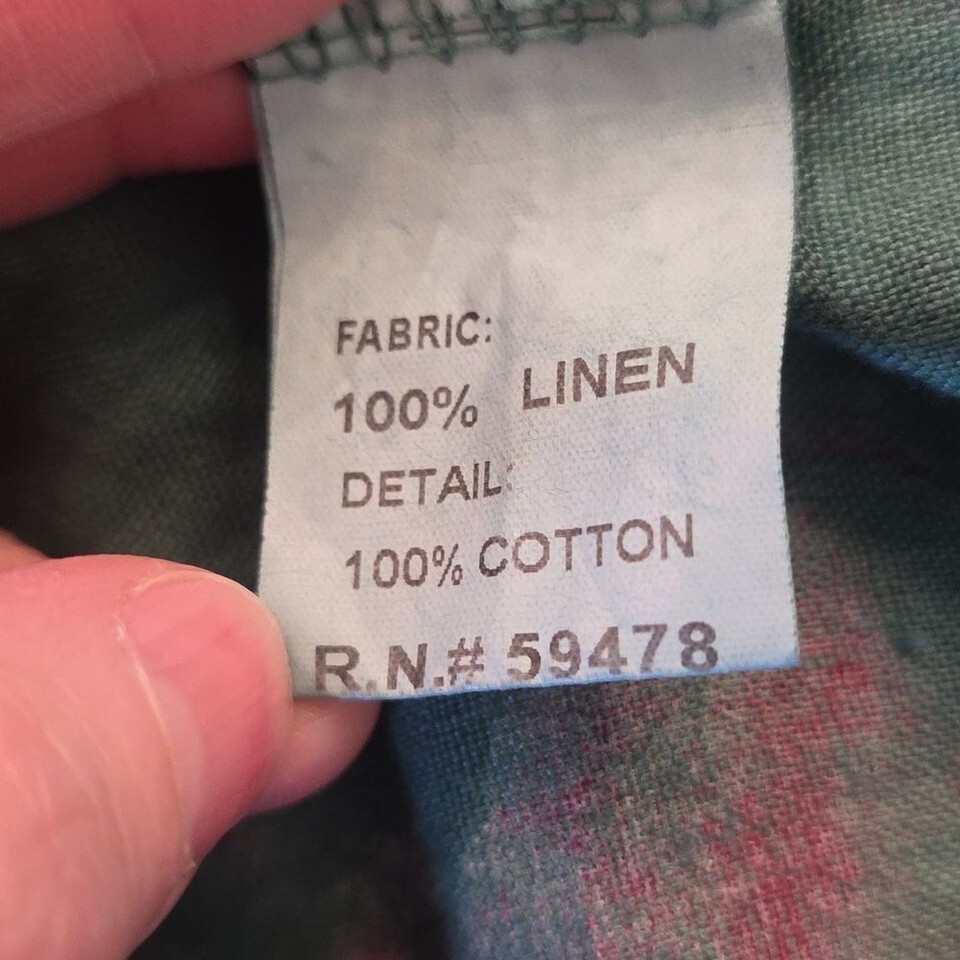 FABRIC:
100% LINEN
DETAIL:
100% COTTON
R.N.# 59478